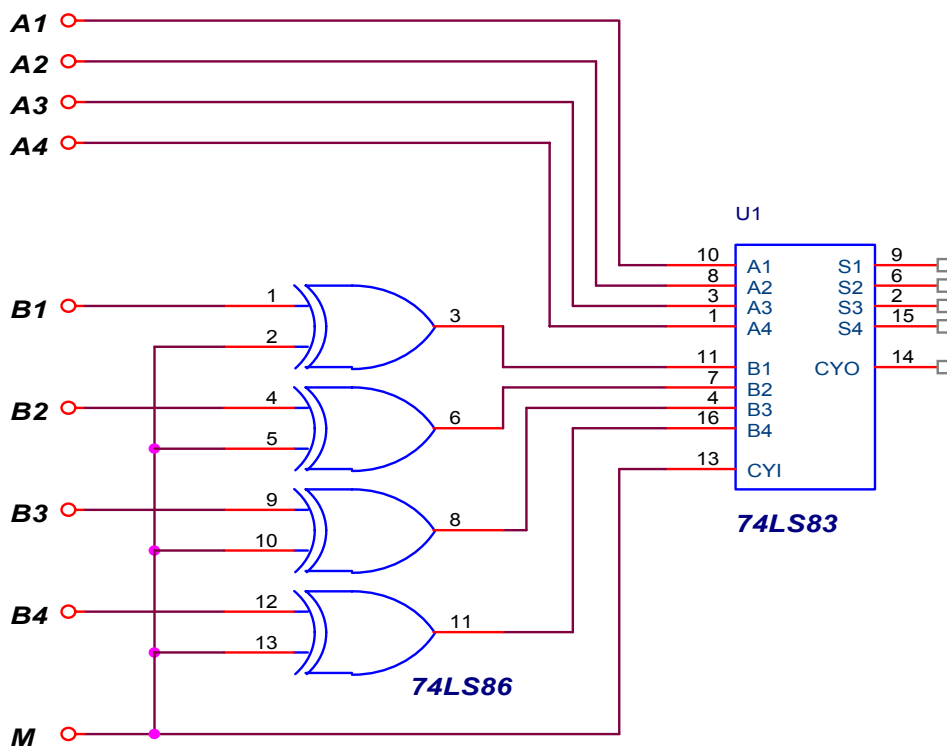 A1
A2
A3
A4
U1
10 A1 S1 9
8 A2 S2 6
3 A3 S3 2
1 A4 S4 15
B1 1 3
2 11 B1 CYO 14
7 B2
B2 4 6 4 B3
5 16 B4
13 CYI
B3 9 8 74LS83
10
B4 12 11
13
74LS86
M